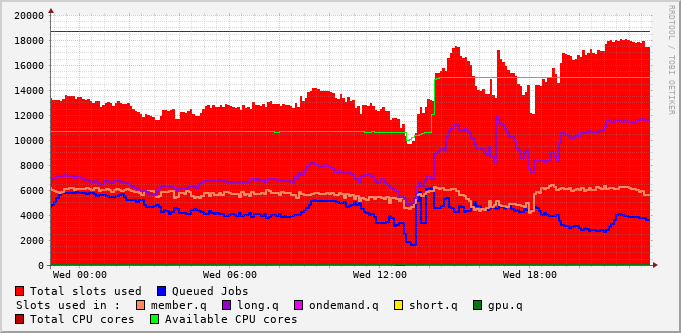 20000
18000
16000
14000
12000
10000
8000
6000
4000
2000
0
Wed 00:00 Wed 06:00 Wed 12:00 Wed 18:00
Total slots used Queued Jobs
Slots used in : member.q long.q ondemand.q short.q gpu.q
Total CPU cores Available CPU cores
RRDTOOL / TOBI OETIKER